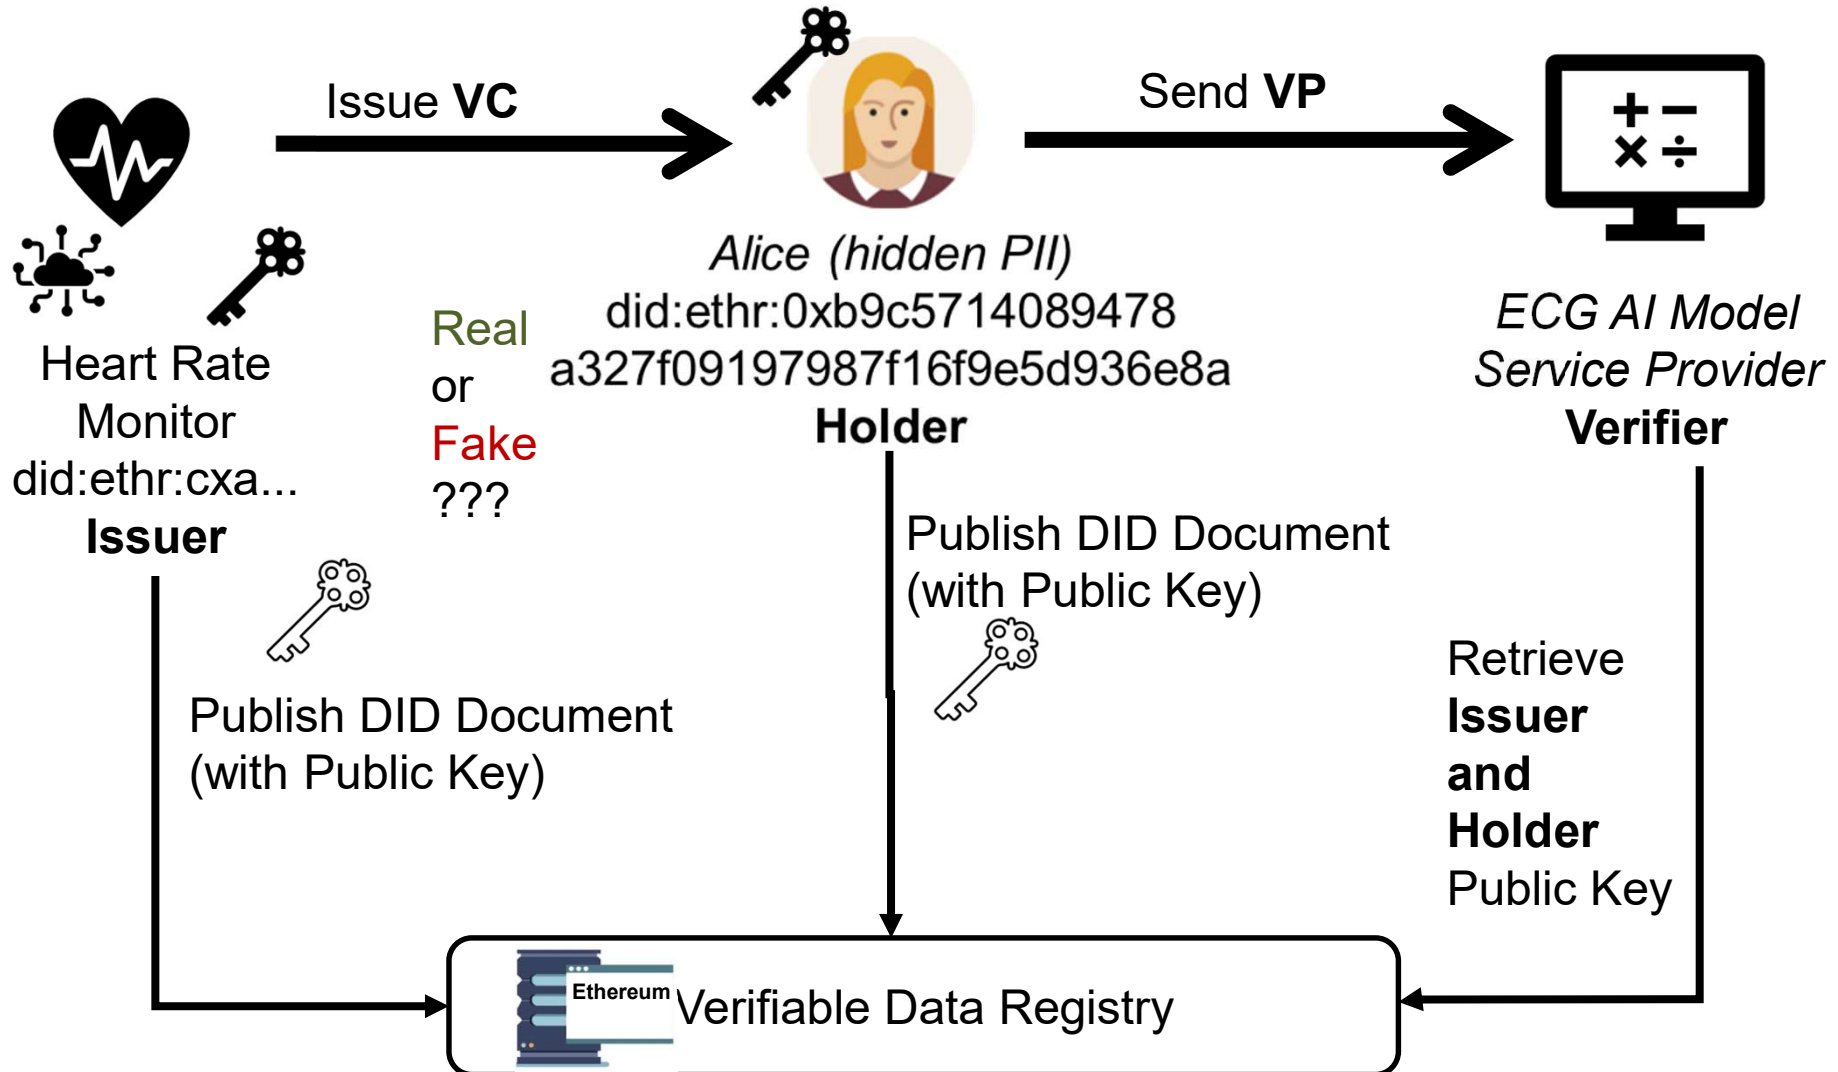 Issue VC
Send VP
Heart Rate
Monitor
did:ethr:cxa...
Issuer
Real
or
Fake
???
Alice (hidden PII)
did:ethr:0xb9c5714089478
a327f09197987f16f9e5d936e8a
Holder
ECG AI Model
Service Provider
Verifier
Publish DID Document
(with Public Key)
Publish DID Document
(with Public Key)
Retrieve
Issuer
and
Holder
Public Key
Ethereum
Verifiable Data Registry